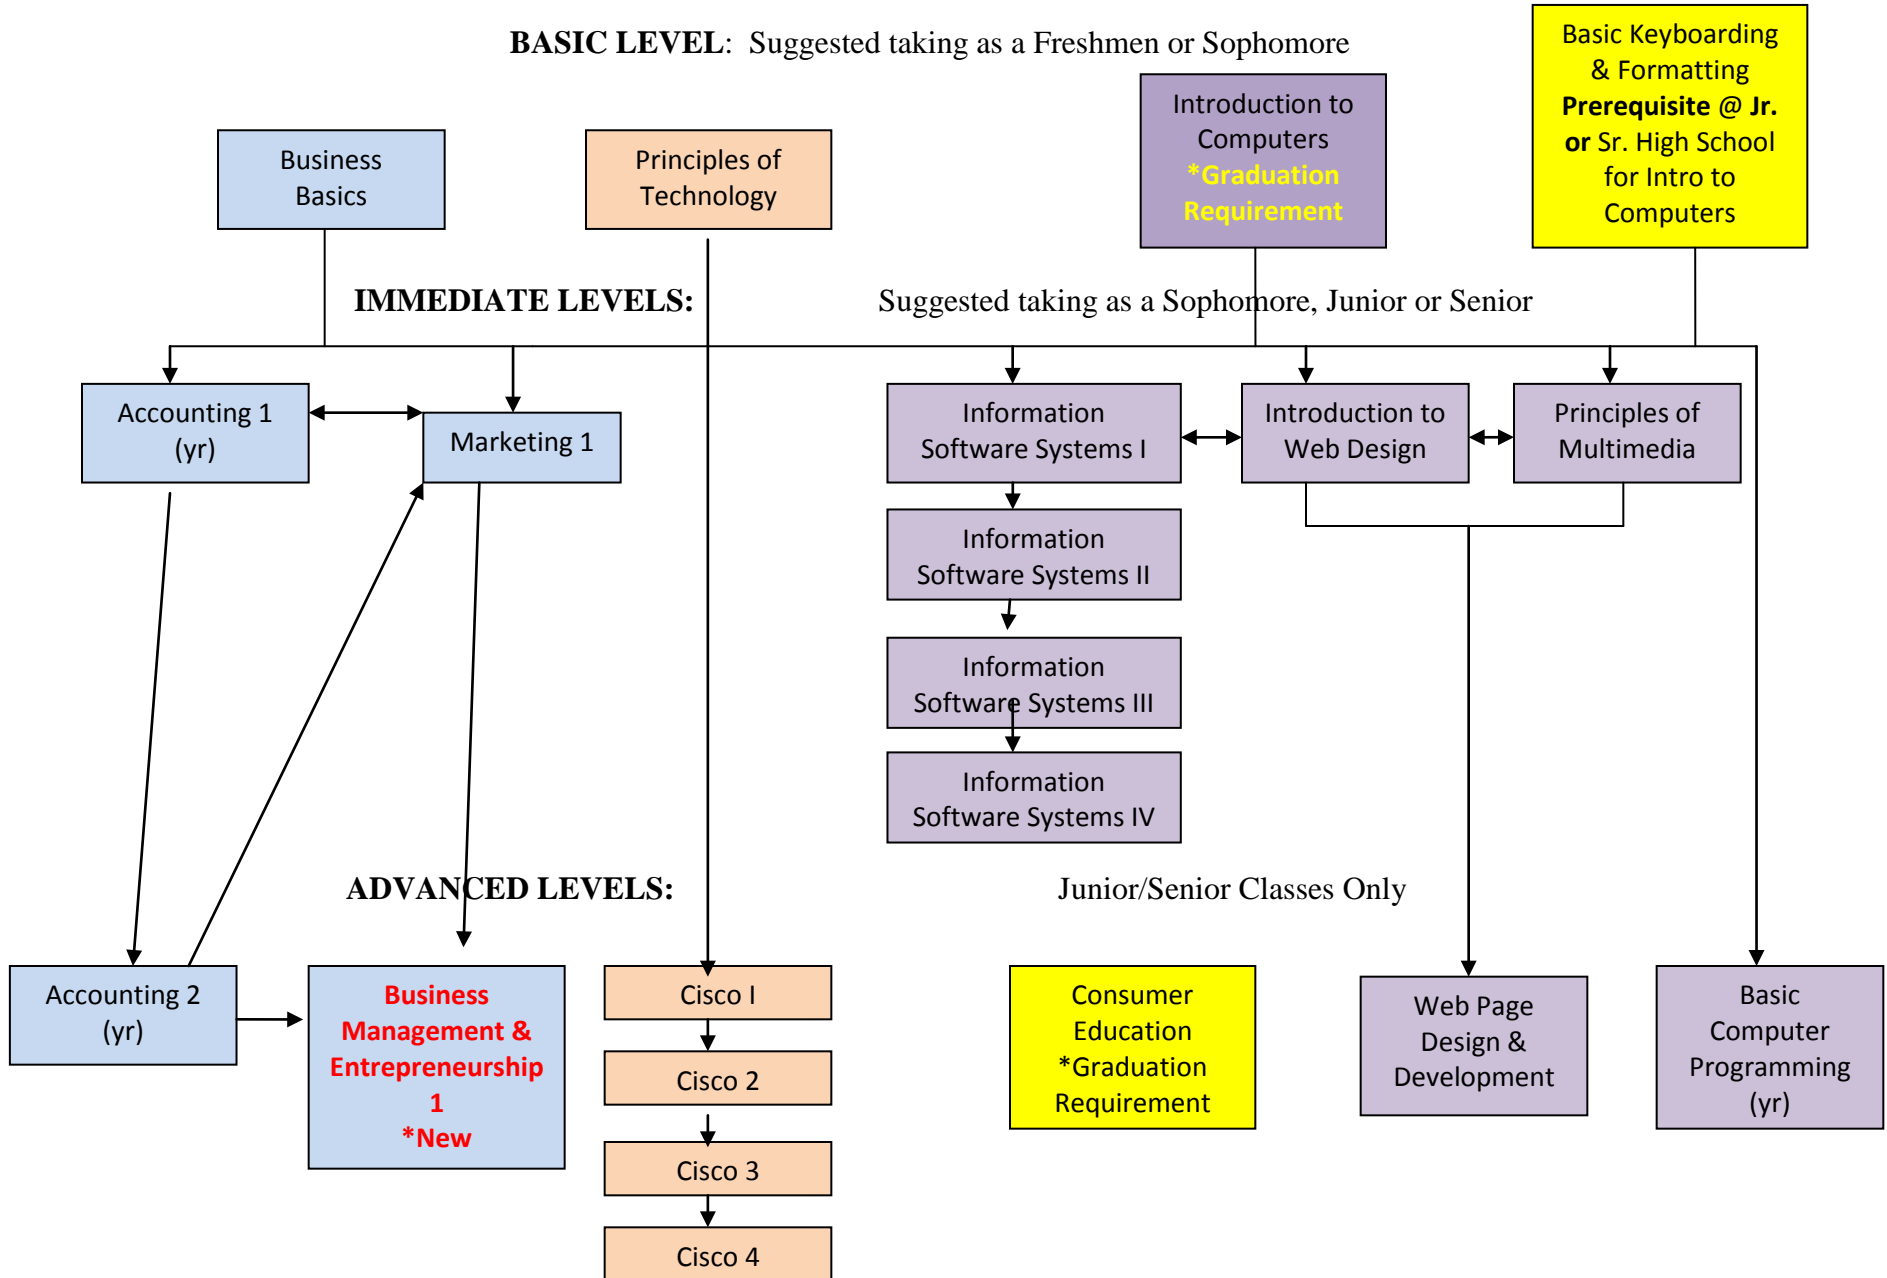 BASIC LEVEL:  Suggested taking as a Freshmen or Sophomore
Basic Keyboarding
& Formatting
Prerequisite @ Jr.
or Sr. High School
for Intro to
Computers
Introduction to
Computers
*Graduation
Requirement
Business
Basics
Principles of
Technology
IMMEDIATE LEVELS: Suggested taking as a Sophomore, Junior or Senior
Accounting 1
(yr)
Marketing 1
Information
Software Systems I
Introduction to
Web Design
Principles of
Multimedia
Information
Software Systems II
Information
Software Systems III
Information
Software Systems IV
ADVANCED LEVELS: Junior/Senior Classes Only
Accounting 2
(yr)
Business
Management &
Entrepreneurship
1
*New
Cisco I
Cisco 2
Cisco 3
Cisco 4
Consumer
Education
*Graduation
Requirement
Web Page
Design &
Development
Basic
Computer
Programming
(yr)